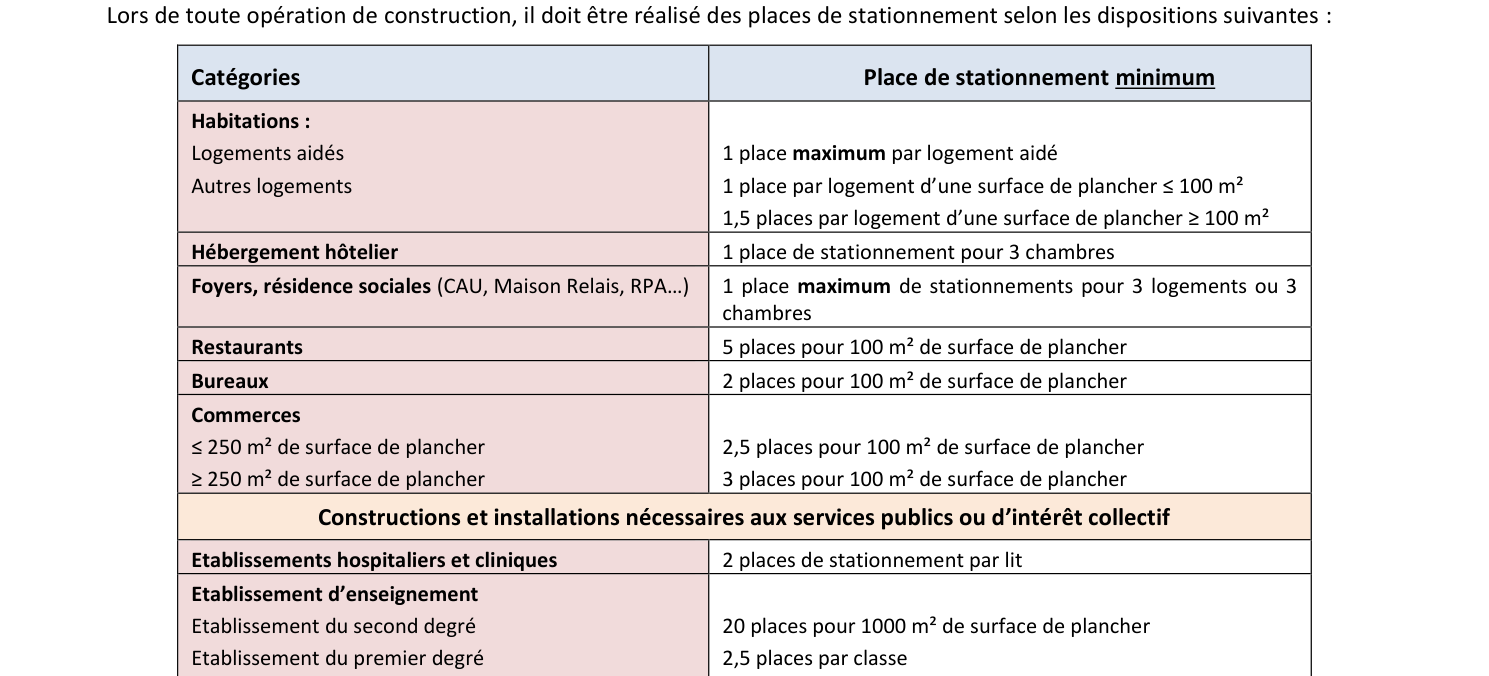 Lors de toute opération de construction, il doit être réalisé des places de stationnement selon les dispositions suivantes :
Catégories
Place de stationnement minimum
Habitations :
Logements aidés
1 place maximum par logement aidé
Autres logements
1 place par logement d’une surface de plancher ≤ 100 m²
1,5 places par logement d’une surface de plancher ≥ 100 m²
Hébergement hôtelier
1 place de stationnement pour 3 chambres
Foyers, résidence sociales (CAU, Maison Relais, RPA…)
1 place maximum de stationnements pour 3 logements ou 3
chambres
Restaurants
5 places pour 100 m² de surface de plancher
Bureaux
2 places pour 100 m² de surface de plancher
Commerces
≤ 250 m² de surface de plancher
2,5 places pour 100 m² de surface de plancher
≥ 250 m² de surface de plancher
3 places pour 100 m² de surface de plancher
Constructions et installations nécessaires aux services publics ou d’intérêt collectif
Etablissements hospitaliers et cliniques
2 places de stationnement par lit
Etablissement d’enseignement
Etablissement du second degré
20 places pour 1000 m² de surface de plancher
Etablissement du premier degré
2,5 places par classe